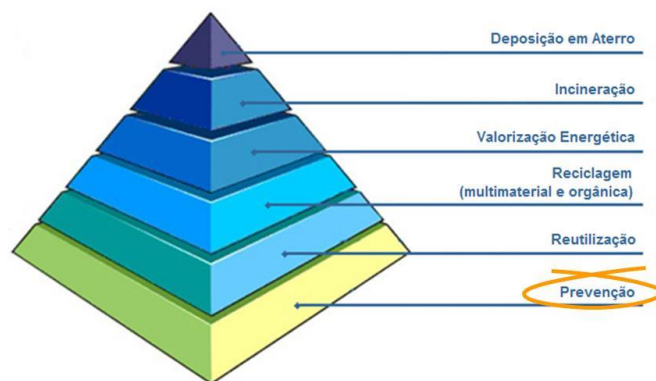 Deposição em Aterro
Incineração
Valorização Energética
Reciclagem
(multimaterial e orgânica)
Reutilização
Prevenção